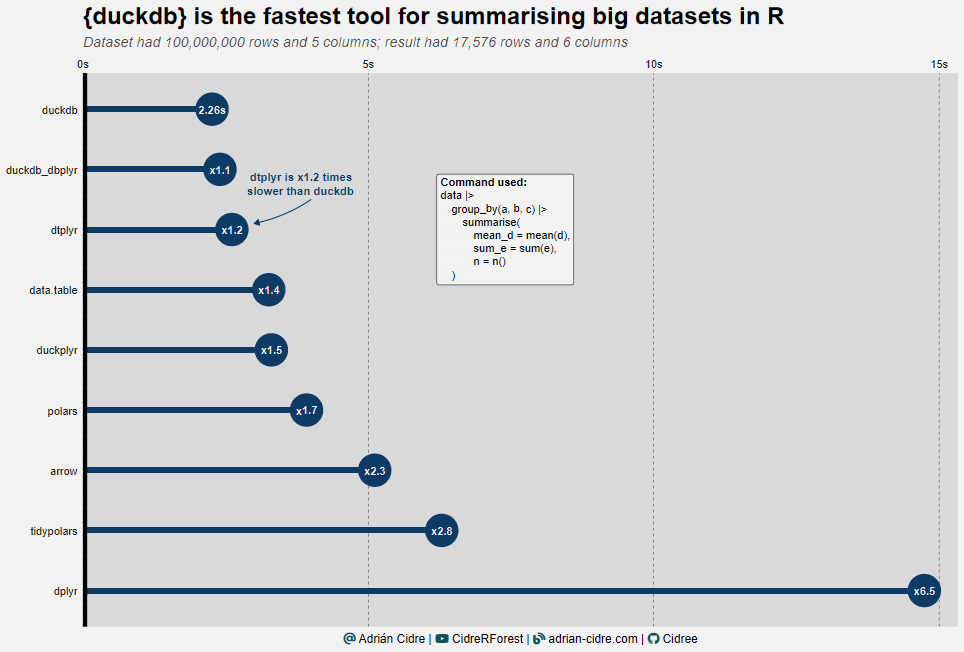 {duckdb} is the fastest tool for summarising big datasets in R
Dataset had 100,000,000 rows and 5 columns; result had 17,576 rows and 6 columns
0s 5s 10s 15s
duckdb 2.26s
duckdb_dbplyr x1.1
dtplyr is x1.2 times
slower than duckdb
dtplyr x1.2
Command used:
data |>
group_by(a, b, c) |>
summarise(
mean_d = mean(d),
sum_e = sum(e),
n = n()
)
data.table x1.4
duckplyr x1.5
polars x1.7
arrow x2.3
tidypolars x2.8
dplyr x6.5
Adrián Cidre | CidreRForest | adrian-cidre.com | Cidree